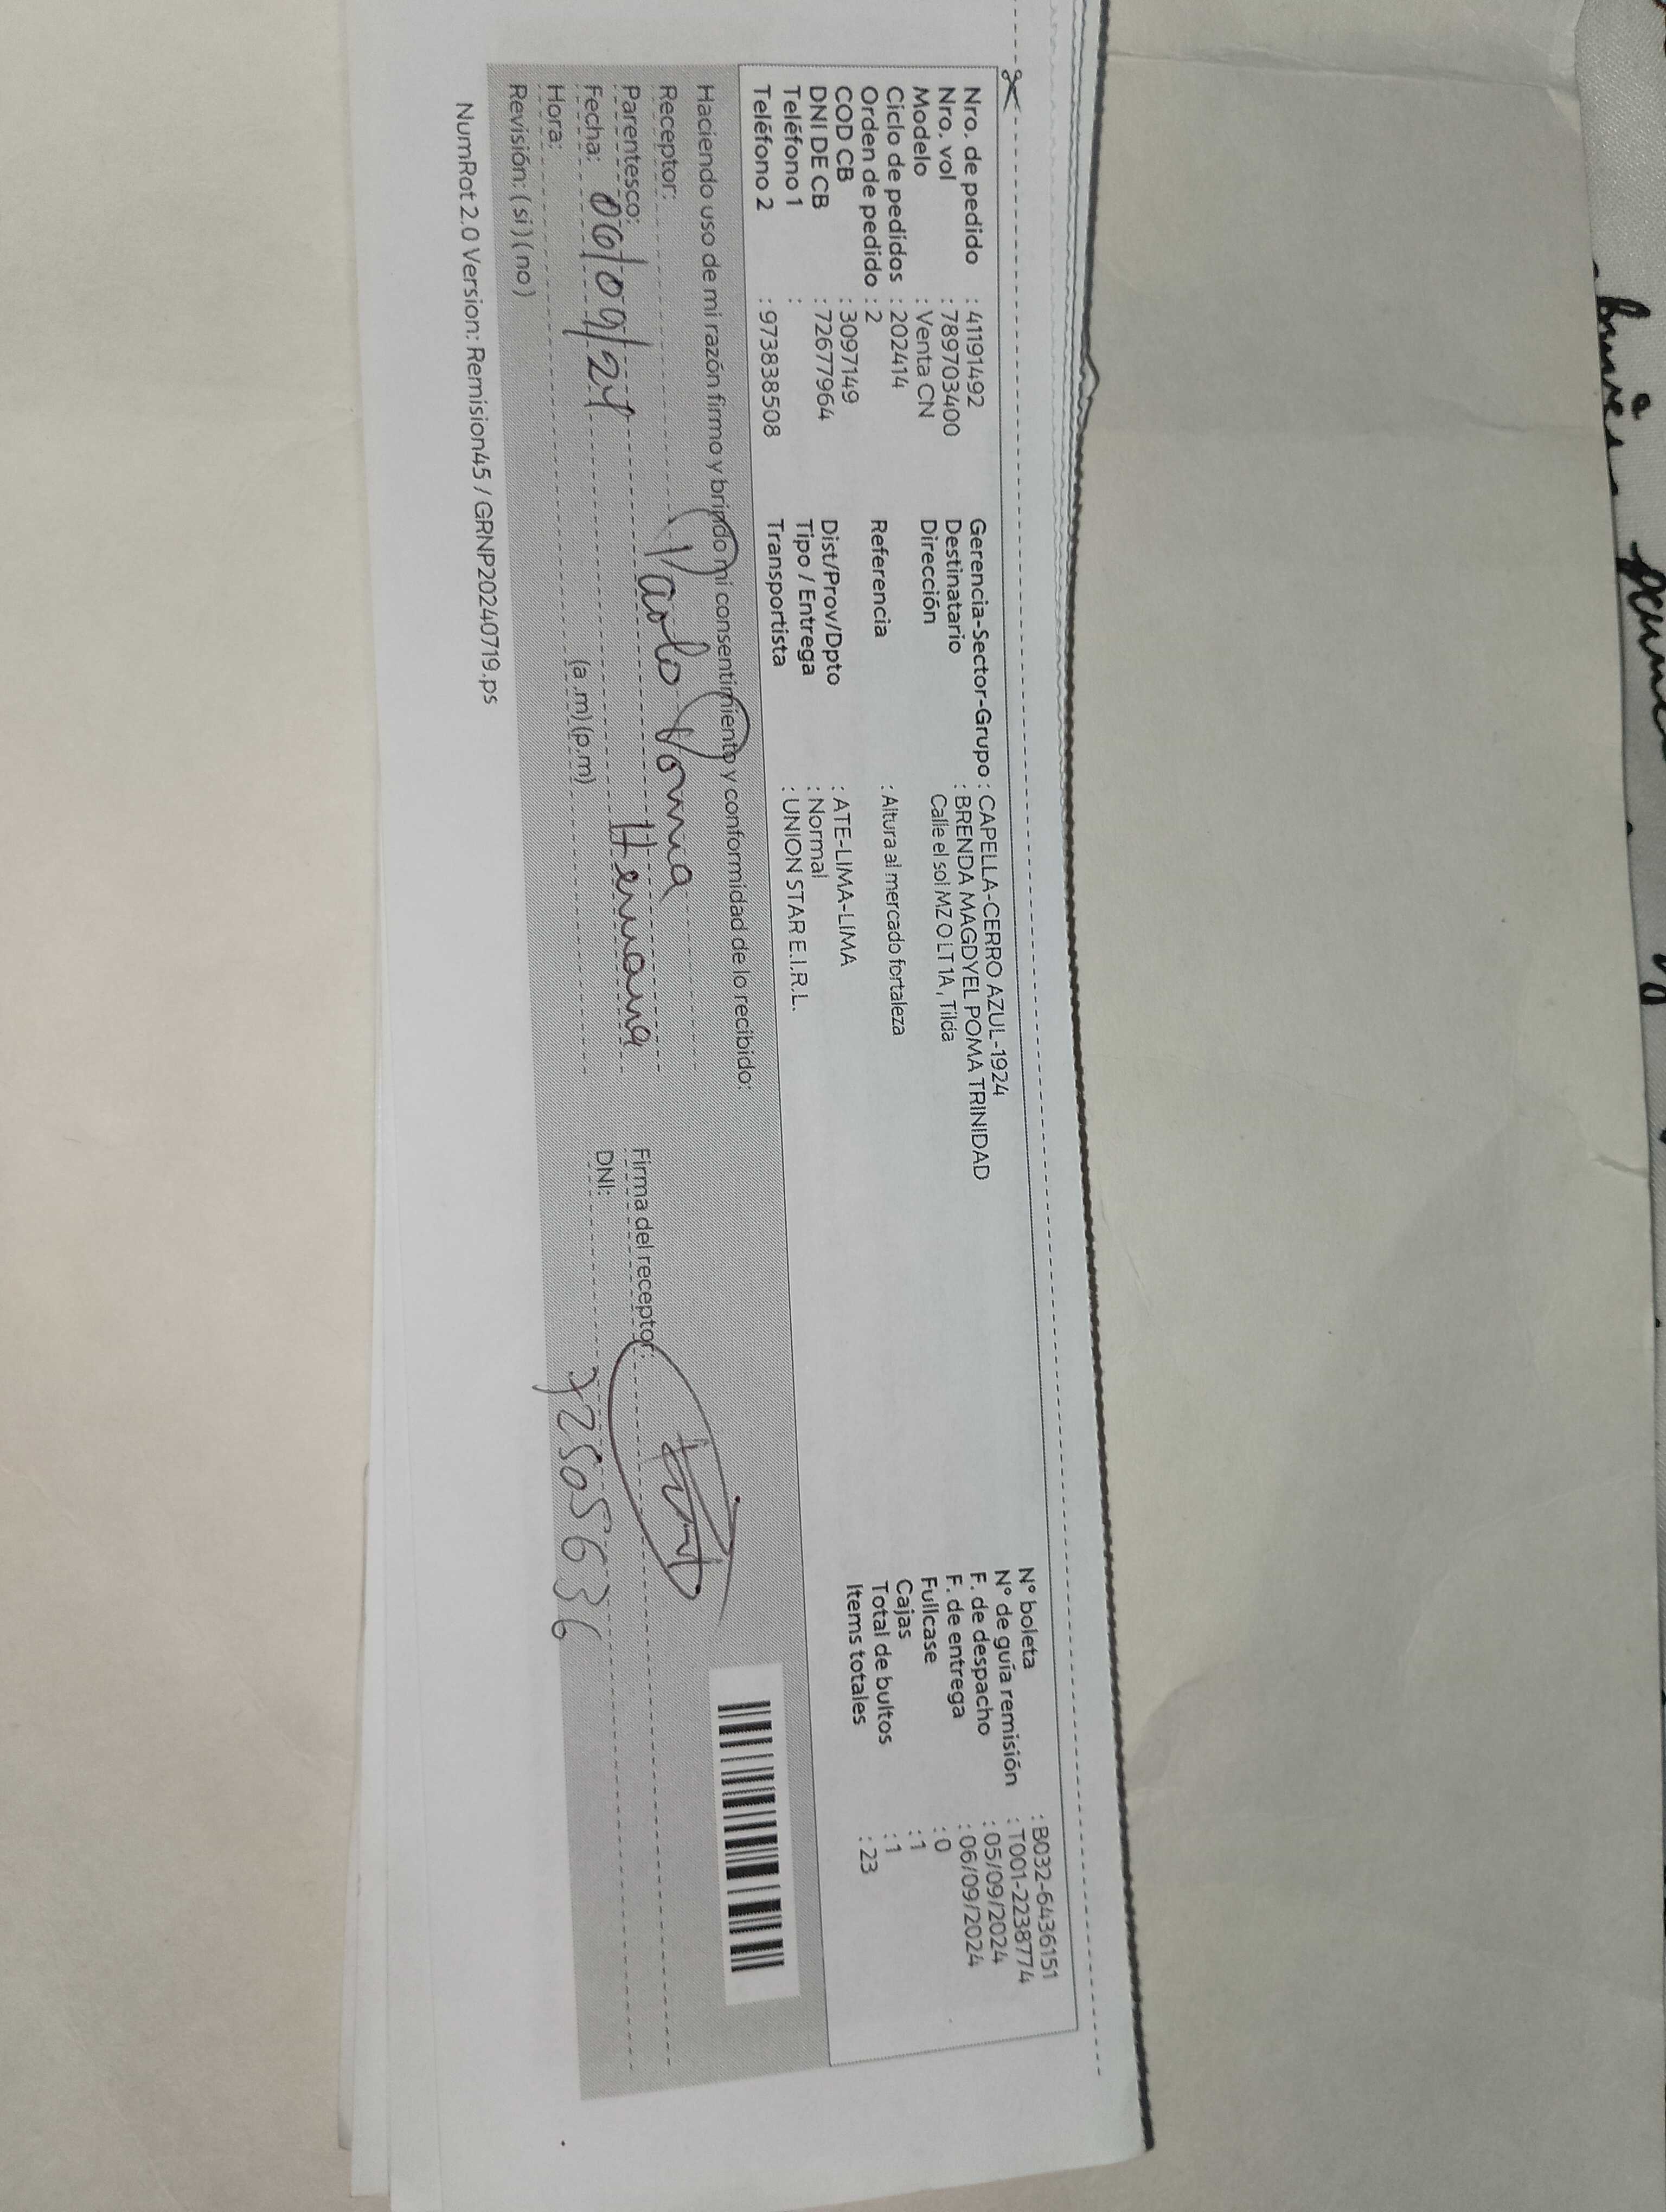 Nro. de pedido : 41191492
Nro. vol : 789703400
Modelo : Venta CN
Ciclo de pedidos : 202414
Orden de pedido : 2
COD CB : 3097149
DNI DE CB : 72677964
Teléfono 1 :
Teléfono 2 : 973838508
Gerencia-Sector-Grupo : CAPELLA-CERRO AZUL-1924
Destinatario : BRENDA MAGDYEL POMA TRINIDAD
Dirección Calle el sol MZ O LT 1A, Tilda
Referencia : Altura al mercado fortaleza
Dist/Prov/Dpto : ATE-LIMA-LIMA
Tipo / Entrega : Normal
Transportista : UNION STAR E.I.R.L.
N° boleta : B032-6436151
N° de guía remisión : T001-2238774
F. de despacho : 05/09/2024
F. de entrega : 06/09/2024
Fullcase : 0
Cajas : 1
Total de bultos : 1
Items totales : 23
Haciendo uso de mi razón firmo y brindo mi consentimiento y conformidad de lo recibido:
Receptor: Paolo Poma
Parentesco: Hermana
Fecha: 06/09/24
Hora: (a.m) (p.m)
Revisión: ( si ) ( no )
Firma del receptor:
DNI: 72505636
NumRot 2.0 Version: Remision45 / GRNP20240719.ps